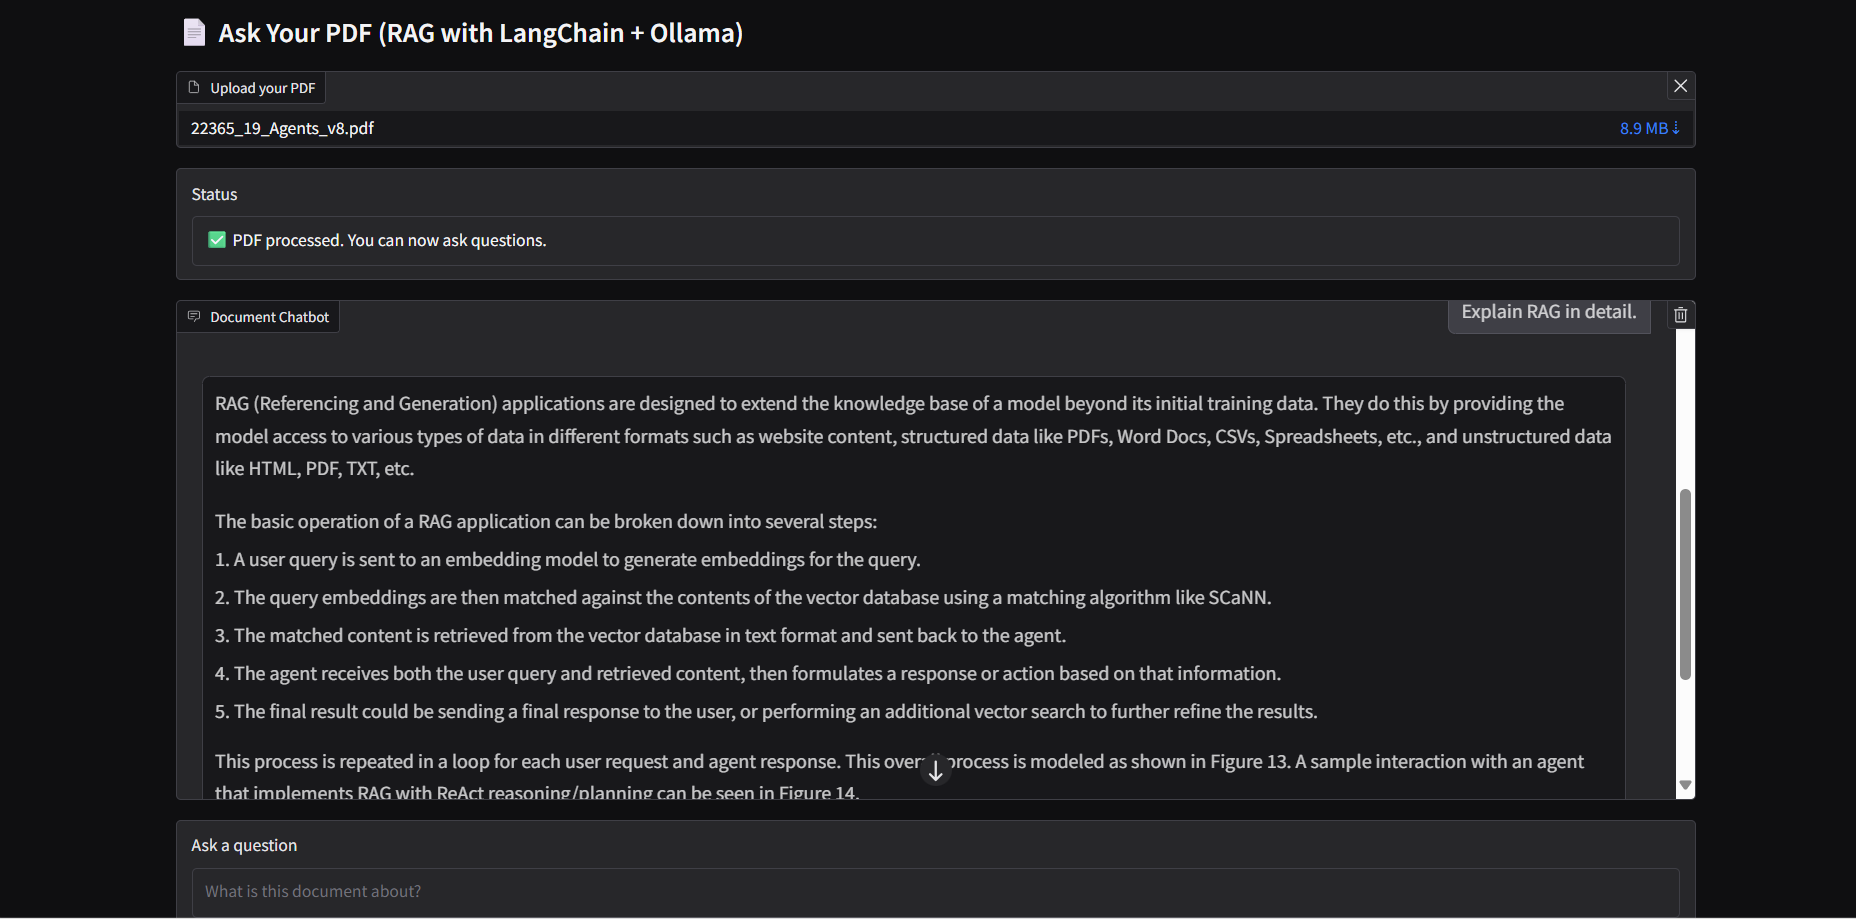 Ask Your PDF (RAG with LangChain + Ollama)
Upload your PDF
22365_19_Agents_v8.pdf
8.9 MB ↓
Status
✅ PDF processed. You can now ask questions.
Document Chatbot
Explain RAG in detail.
RAG (Referencing and Generation) applications are designed to extend the knowledge base of a model beyond its initial training data. They do this by providing the
model access to various types of data in different formats such as website content, structured data like PDFs, Word Docs, CSVs, Spreadsheets, etc., and unstructured data
like HTML, PDF, TXT, etc.
The basic operation of a RAG application can be broken down into several steps:
1. A user query is sent to an embedding model to generate embeddings for the query.
2. The query embeddings are then matched against the contents of the vector database using a matching algorithm like SCaNN.
3. The matched content is retrieved from the vector database in text format and sent back to the agent.
4. The agent receives both the user query and retrieved content, then formulates a response or action based on that information.
5. The final result could be sending a final response to the user, or performing an additional vector search to further refine the results.
This process is repeated in a loop for each user request and agent response. This process is modeled as shown in Figure 13. A sample interaction with an agent
that implements RAG with ReAct reasoning/planning can be seen in Figure 14.
Ask a question
What is this document about?